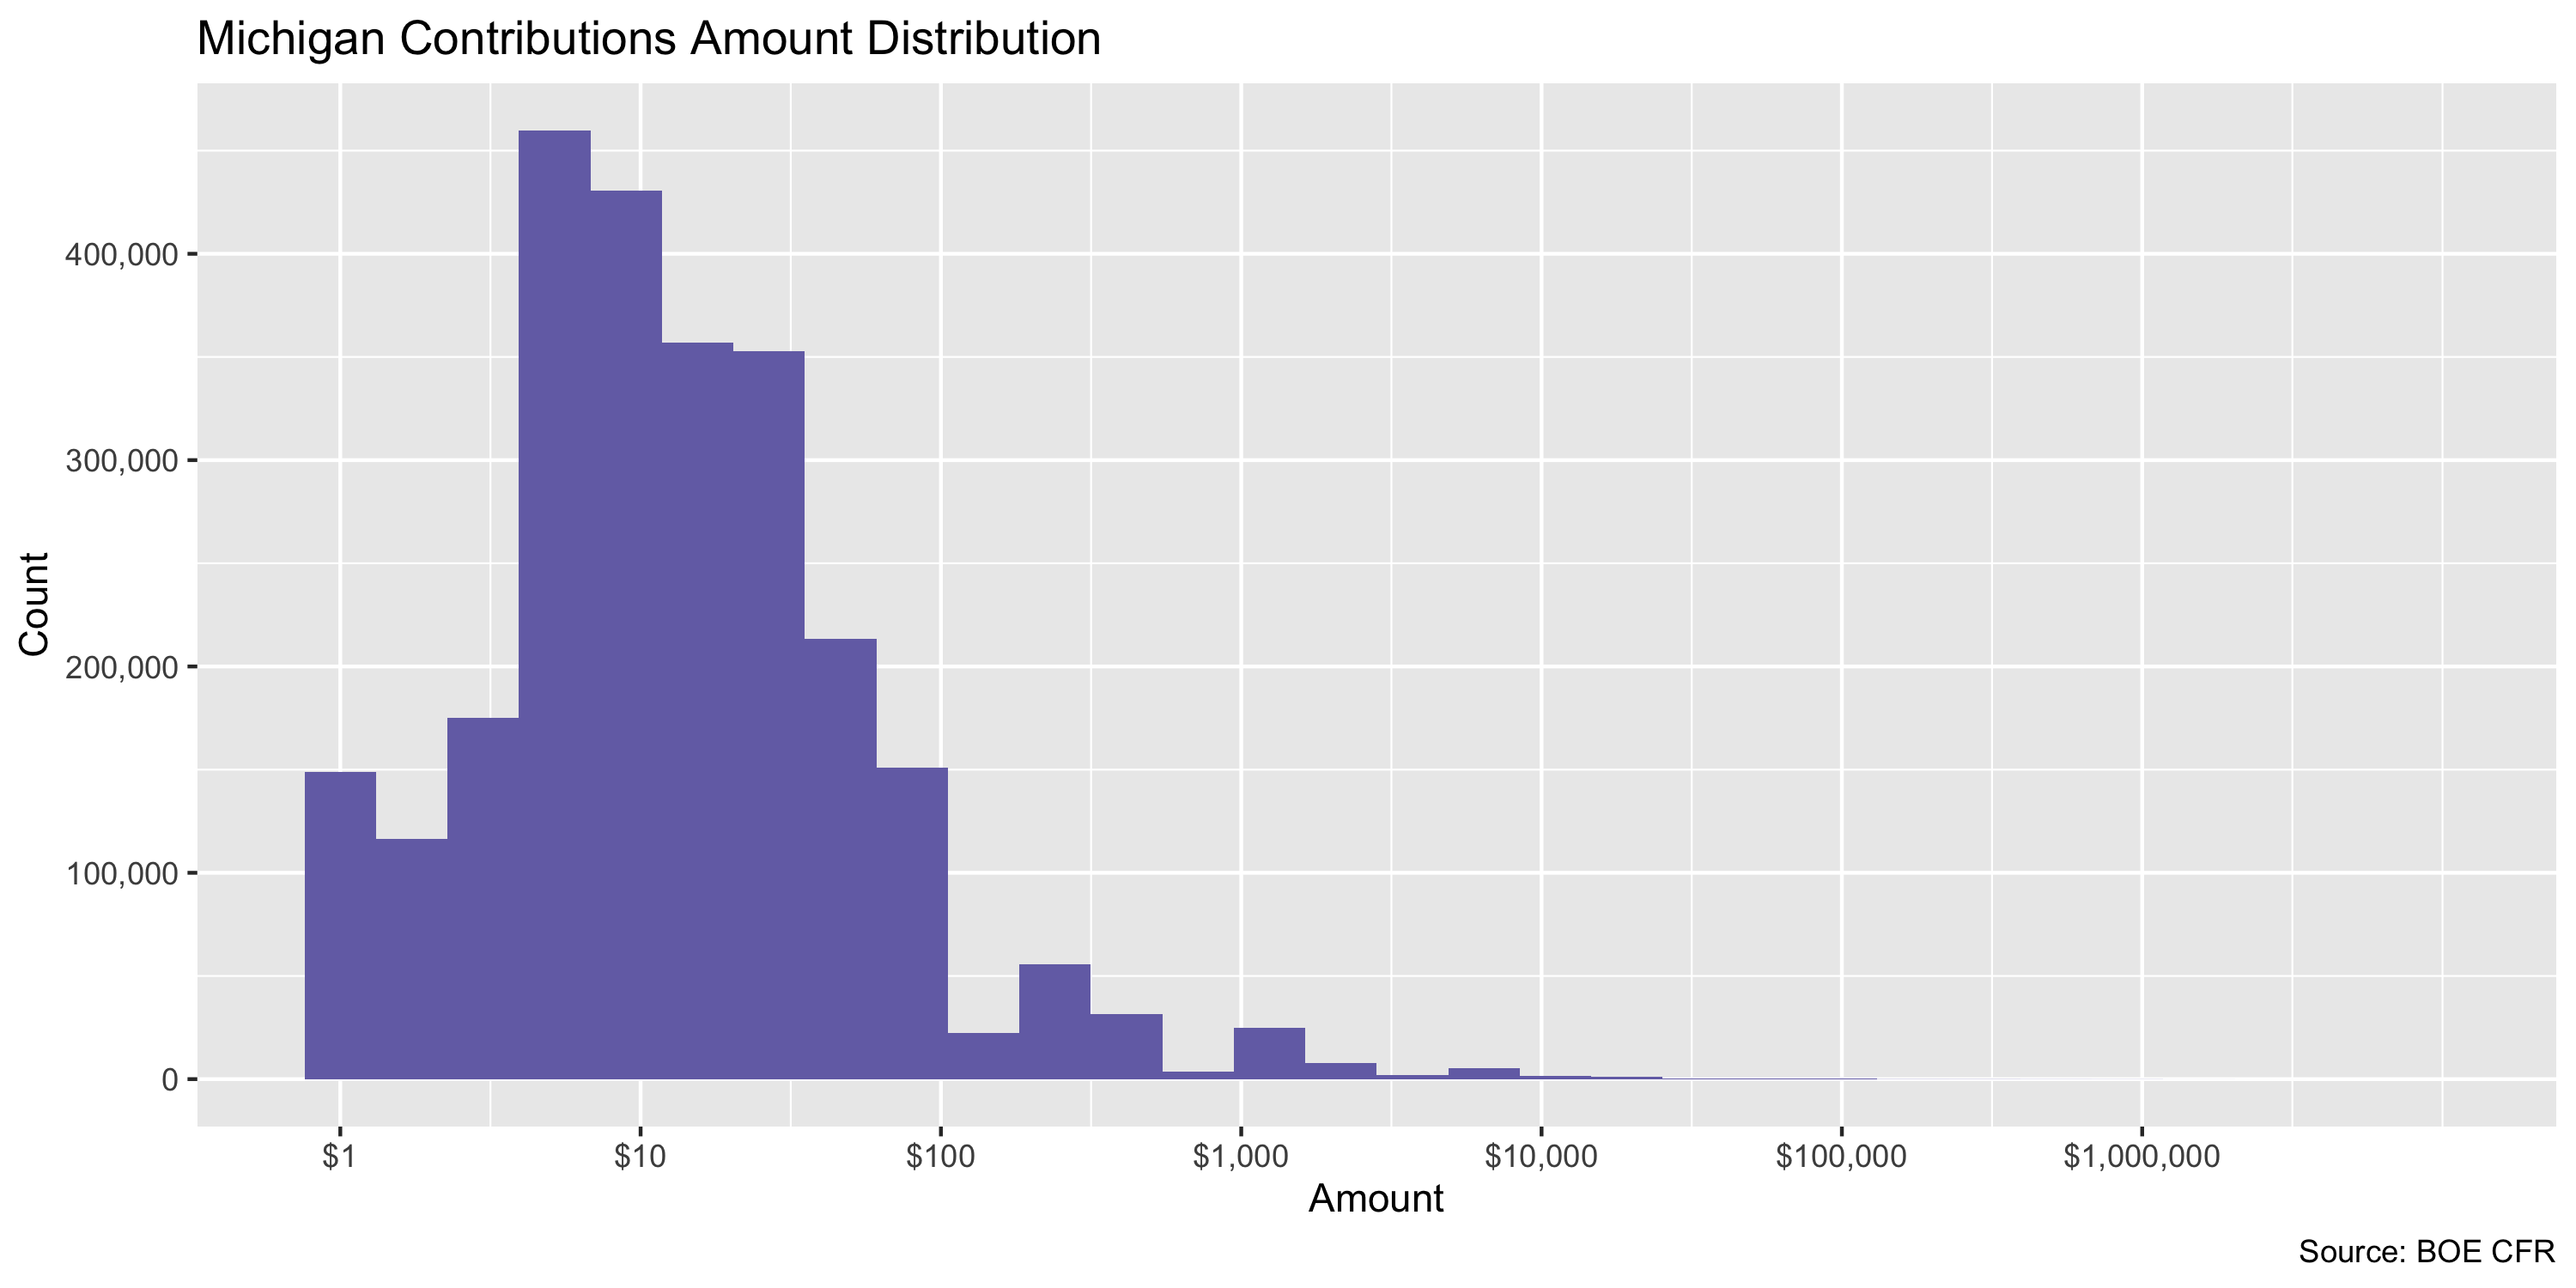 Michigan Contributions Amount Distribution
Count
400,000
300,000
200,000
100,000
0
$1 $10 $100 $1,000 $10,000 $100,000 $1,000,000
Amount
Source: BOE CFR